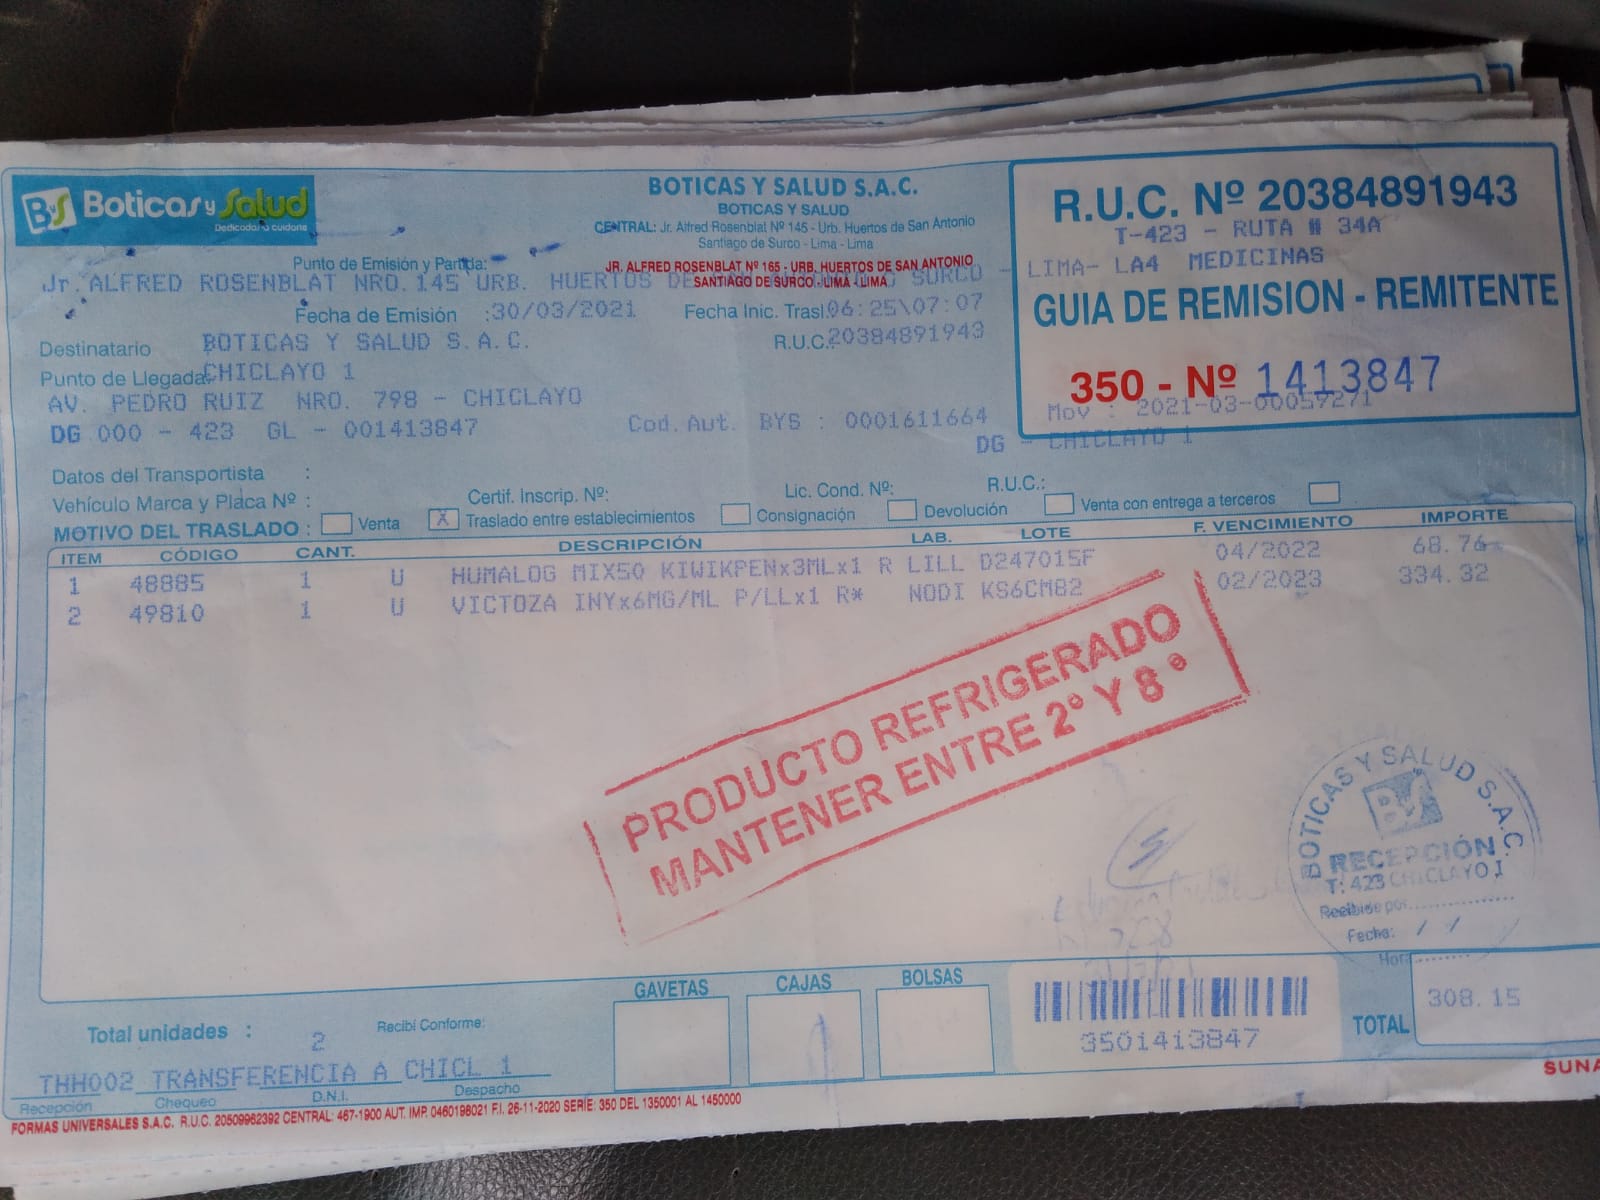 BYS Boticas y Salud
Dedicados a cuidarte
BOTICAS Y SALUD S.A.C.
BOTICAS Y SALUD
CENTRAL: Jr. Alfred Rosenblat Nº 145 - Urb. Huertos de San Antonio
Santiago de Surco - Lima - Lima
JR. ALFRED ROSENBLAT Nº 165 - URB. HUERTOS DE SAN ANTONIO
SANTIAGO DE SURCO - LIMA - LIMA
R.U.C. Nº 20384891943
T-423 - RUTA # 34A
LIMA- LA4 MEDICINAS
GUIA DE REMISION - REMITENTE
350 - Nº 1413847
Mov : 2021-03-00059271
DG - CHICLAYO 1
Punto de Emisión y Partida:
Jr. ALFRED ROSENBLAT NRO. 145 URB. HUERTOS DE SURCO -
Fecha de Emisión :30/03/2021 Fecha Inic. Trasl. 06:25\07:07
Destinatario BOTICAS Y SALUD S.A.C. R.U.C.: 20384891943
Punto de Llegada: CHICLAYO 1
AV. PEDRO RUIZ NRO. 798 - CHICLAYO
DG 000 - 423 GL - 001413847 Cod. Aut. BYS : 0001611664
Datos del Transportista :
Vehículo Marca y Placa Nº : Certif. Inscrip. Nº: Lic. Cond. Nº: R.U.C.:
MOTIVO DEL TRASLADO : Venta X Traslado entre establecimientos Consignación Devolución Venta con entrega a terceros
ITEM CÓDIGO CANT. DESCRIPCIÓN LAB. LOTE F. VENCIMIENTO IMPORTE
1 48885 1 U HUMALOG MIX50 KIWIKPENx3MLx1 R LILL D247015F 04/2022 68.76
2 49810 1 U VICTOZA INYx6MG/ML P/LLx1 R* NODI KS6CM82 02/2023 334.32
PRODUCTO REFRIGERADO
MANTENER ENTRE 2° Y 8°
BOTICAS Y SALUD S.A.C.
RECEPCIÓN
T: 423 CHICLAYO I
Recibido por:
Fecha: / /
Hora:
GAVETAS CAJAS BOLSAS
Total unidades : 2 Recibí Conforme:
3501413847
TOTAL 308.15
THH002 TRANSFERENCIA A CHICL 1
Recepción Chequeo D.N.I. Despacho
SUNA
FORMAS UNIVERSALES S.A.C. R.U.C. 20509982392 CENTRAL: 467-1900 AUT. IMP. 0460198021 F.I. 26-11-2020 SERIE: 350 DEL 1350001 AL 1450000